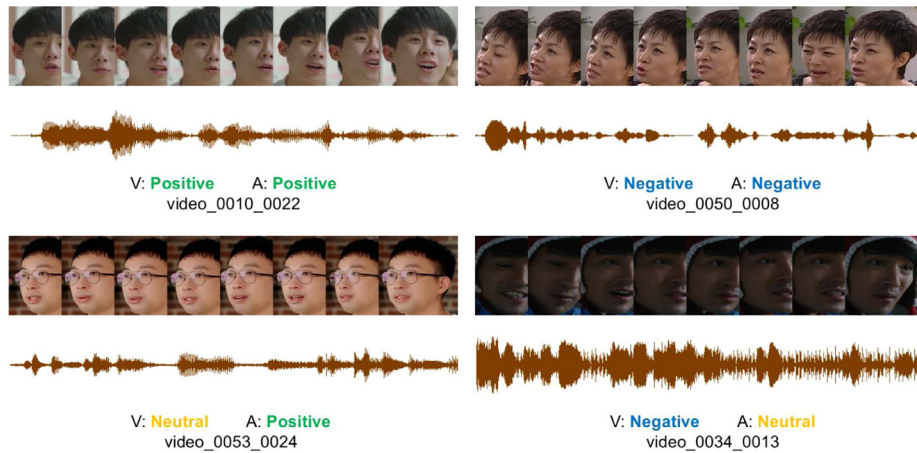 V: Positive A: Positive
video_0010_0022
V: Negative A: Negative
video_0050_0008
V: Neutral A: Positive
video_0053_0024
V: Negative A: Neutral
video_0034_0013